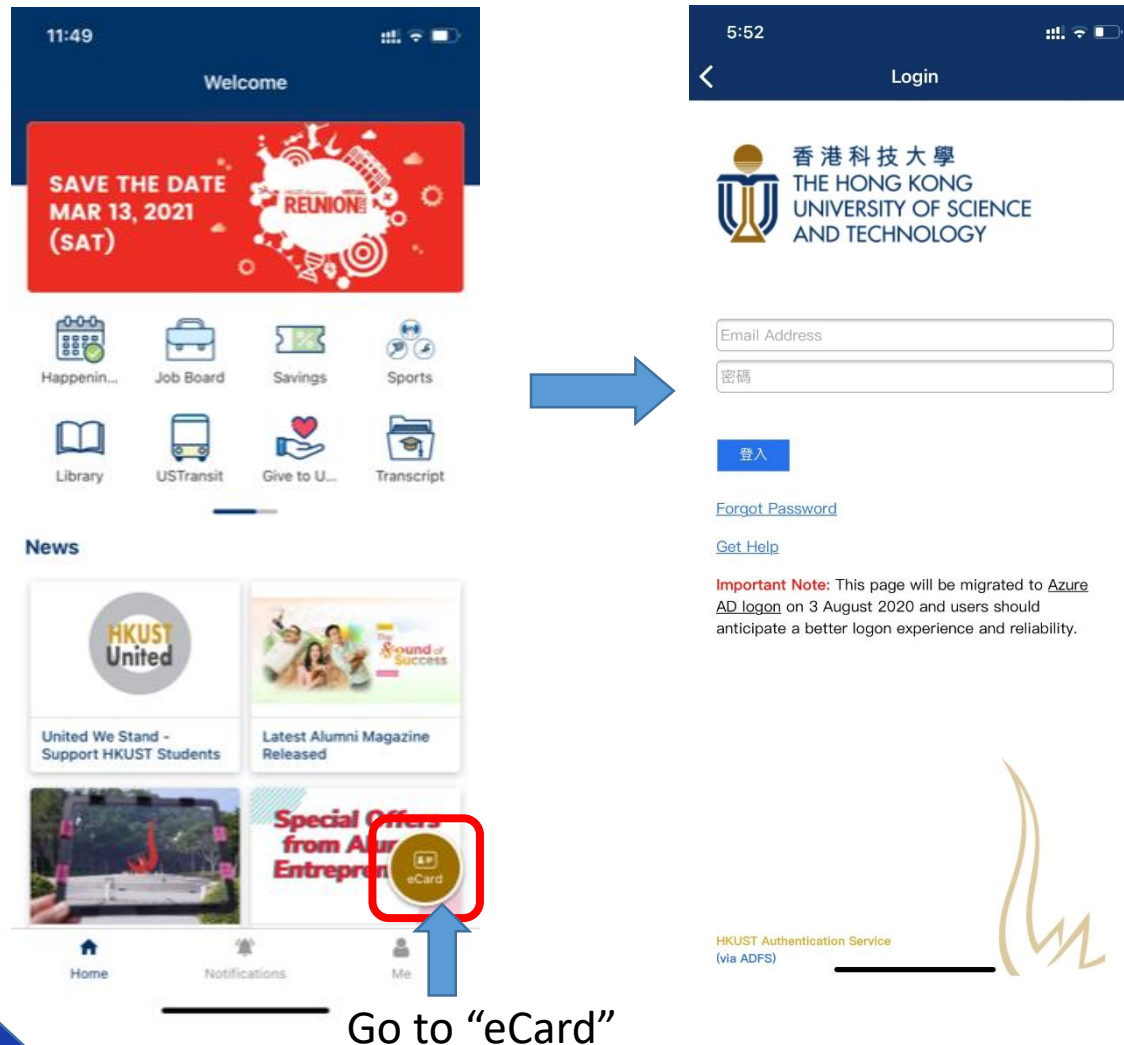 11:49
Welcome
SAVE THE DATE
MAR 13, 2021
(SAT)
REUNION
Happenin...
Job Board
Savings
Sports
Library
USTransit
Give to U...
Transcript
News
HKUST
United
The
Sound of
Success
United We Stand -
Support HKUST Students
Latest Alumni Magazine
Released
Special Offers
from
eCard
Home
Notifications
Me
Go to “eCard”
5:52
Login
香港科技大學
THE HONG KONG
UNIVERSITY OF SCIENCE
AND TECHNOLOGY
Email Address
密碼
登入
Forgot Password
Get Help
Important Note: This page will be migrated to Azure
AD logon on 3 August 2020 and users should
anticipate a better logon experience and reliability.
HKUST Authentication Service
(via ADFS)